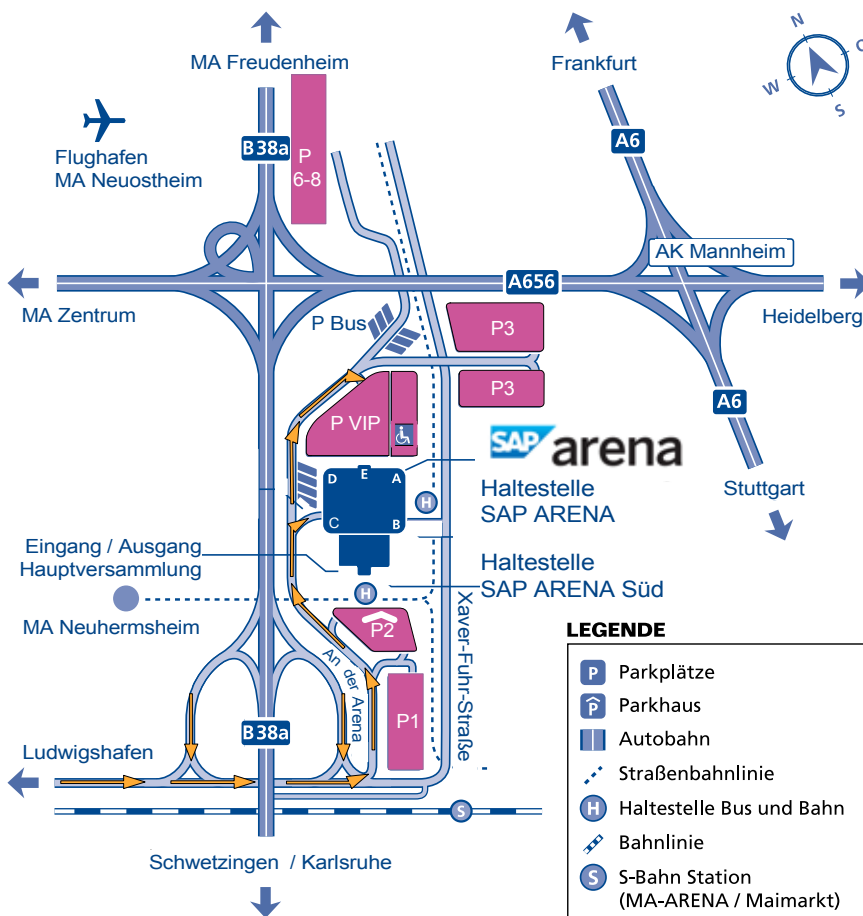 MA Freudenheim
Frankfurt
N
O
W
S
B38a
P
6-8
A6
Flughafen
MA Neuostheim
AK Mannheim
A656
MA Zentrum
P Bus
P3
Heidelberg
P3
A6
P VIP
SAP arena
D
E
A
C
B
H
Haltestelle
SAP ARENA
Stuttgart
Eingang / Ausgang
Hauptversammlung
Haltestelle
SAP ARENA Süd
H
MA Neuhermsheim
P2
An der Arena
Xaver-Fuhr-Straße
P1
B38a
Ludwigshafen
S
Schwetzingen / Karlsruhe
LEGENDE
P Parkplätze
P Parkhaus
Autobahn
Straßenbahnlinie
H Haltestelle Bus und Bahn
Bahnlinie
S S-Bahn Station
(MA-ARENA / Maimarkt)